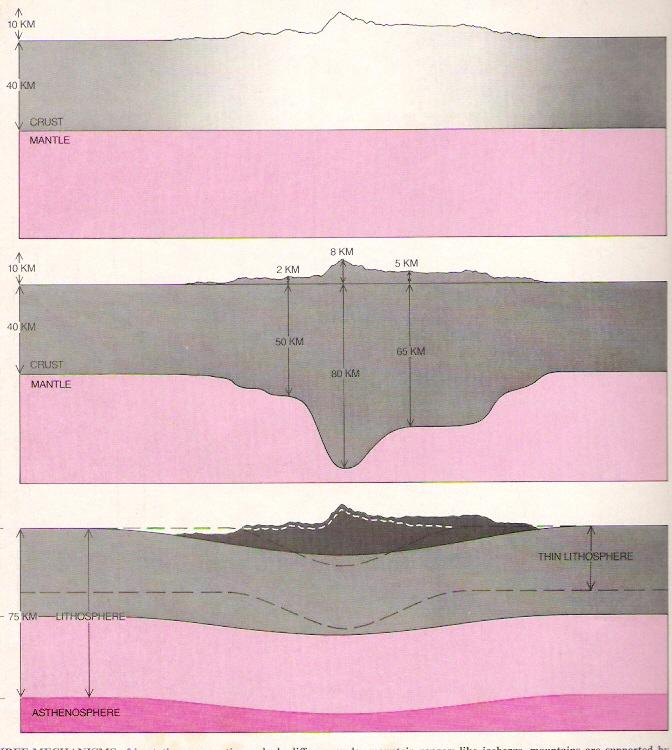 10 KM
40 KM
CRUST
MANTLE
8 KM
2 KM
5 KM
10 KM
40 KM
50 KM
65 KM
80 KM
CRUST
MANTLE
THIN LITHOSPHERE
75 KM
LITHOSPHERE
ASTHENOSPHERE